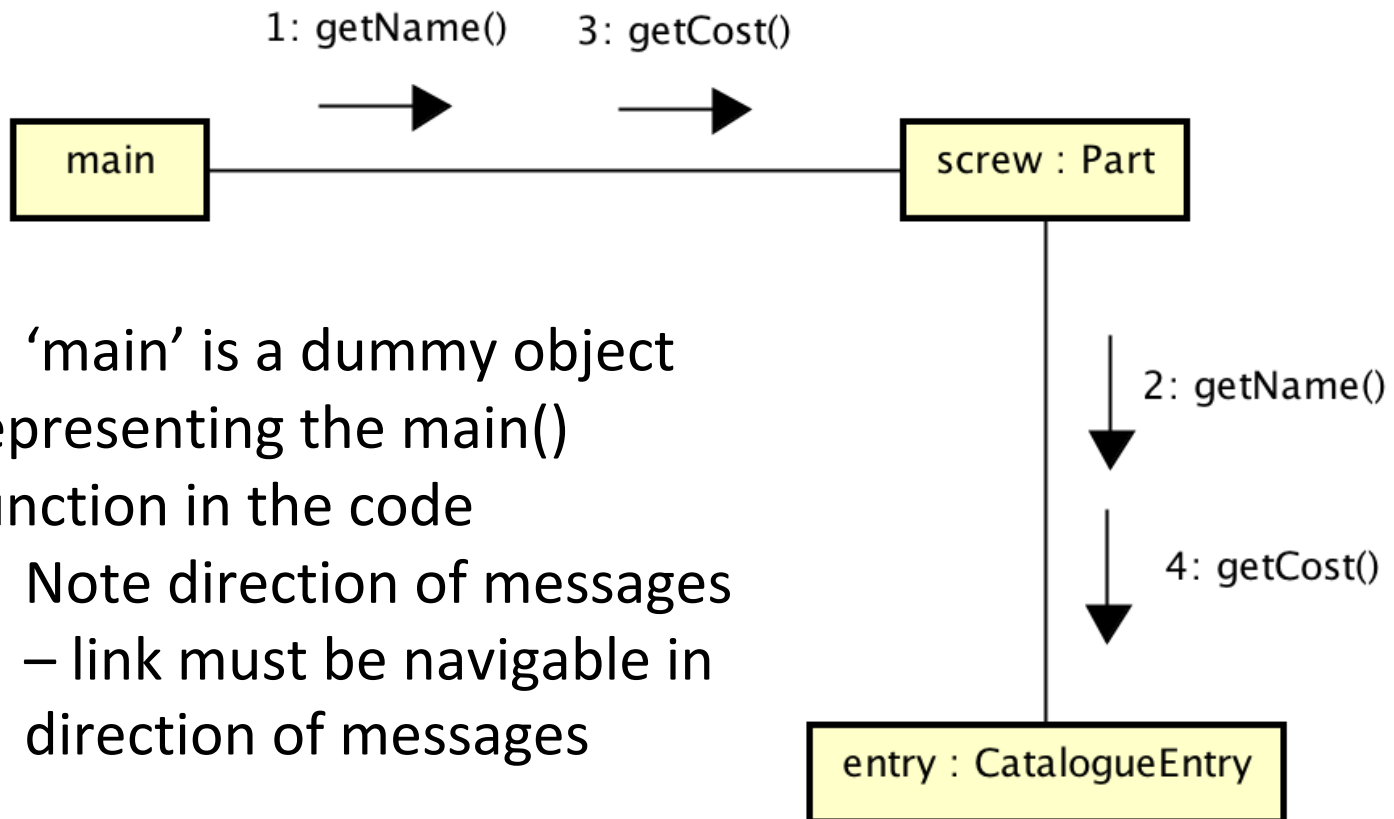 1: getName()
3: getCost()
main
screw : Part
‘main’ is a dummy object
epresenting the main()
unction in the code
Note direction of messages
– link must be navigable in
direction of messages
2: getName()
4: getCost()
entry : CatalogueEntry